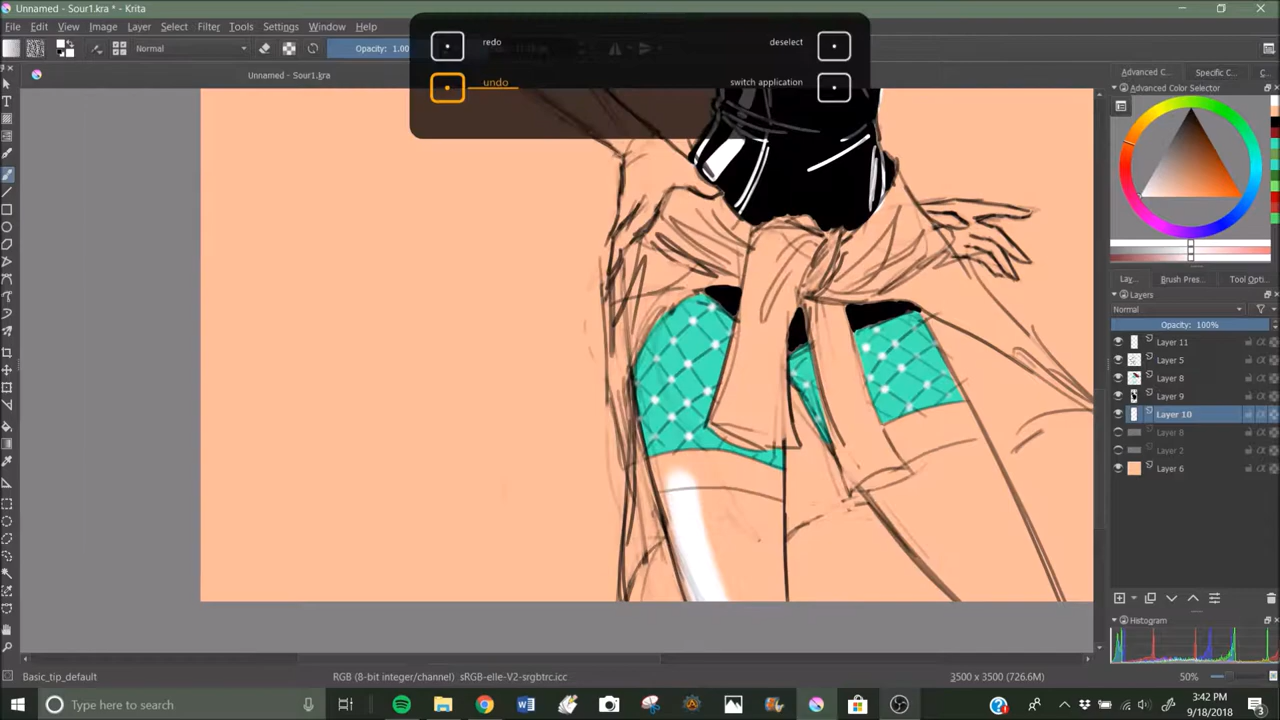 Unnamed - Sour1.kra * - Krita
File Edit View Image Layer Select Filter Tools Settings Window Help
redo
deselect
undo
switch application
Normal
Opacity: 1.00
Unnamed - Sour1.kra
Advanced C...
Specific C...
C...
Advanced Color Selector
Lay...
Brush Pres...
Tool Opti...
Layers
Normal
Opacity: 100%
Layer 11
Layer 5
Layer 8
Layer 9
Layer 10
Layer 8
Layer 2
Layer 6
Histogram
Basic_tip_default
RGB (8-bit integer/channel) sRGB-elle-V2-srgbtrc.icc
3500 x 3500 (726.6M)
50%
Type here to search
3:42 PM
9/18/2018
3